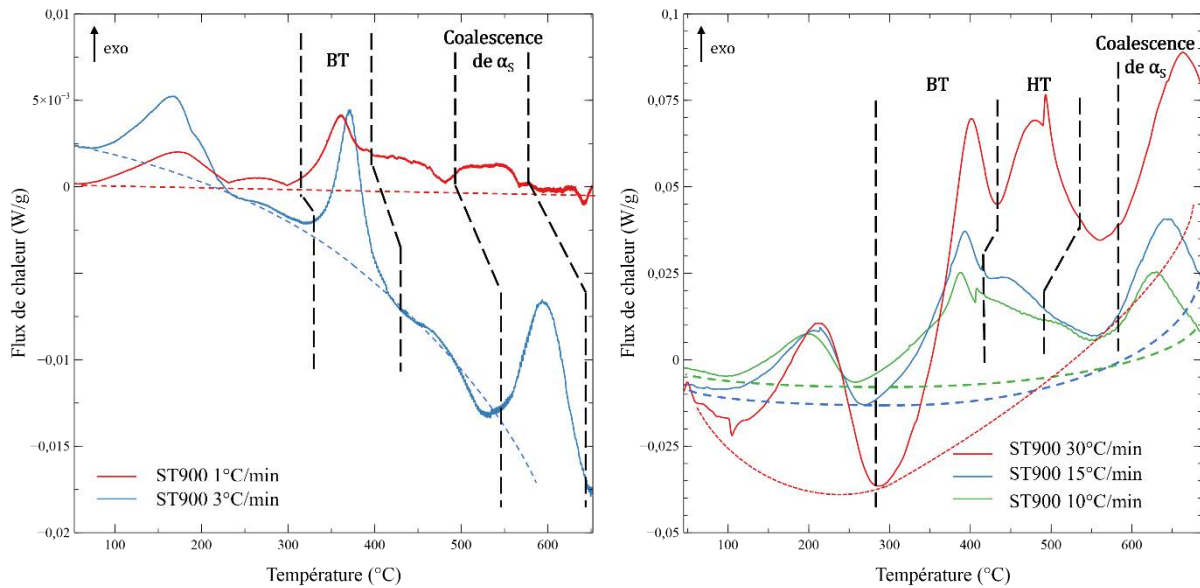 0,01
exo
BT
Coalescence
de αS
5×10⁻³
0
−0,01
−0,015
−0,02
Flux de chaleur (W/g)
ST900 1°C/min
ST900 3°C/min
100 200 300 400 500 600
Température (°C)
0,1
exo
BT
HT
Coalescence
de αS
0,075
0,05
0,025
0
−0,025
−0,05
Flux de chaleur (W/g)
ST900 30°C/min
ST900 15°C/min
ST900 10°C/min
100 200 300 400 500 600
Température (°C)